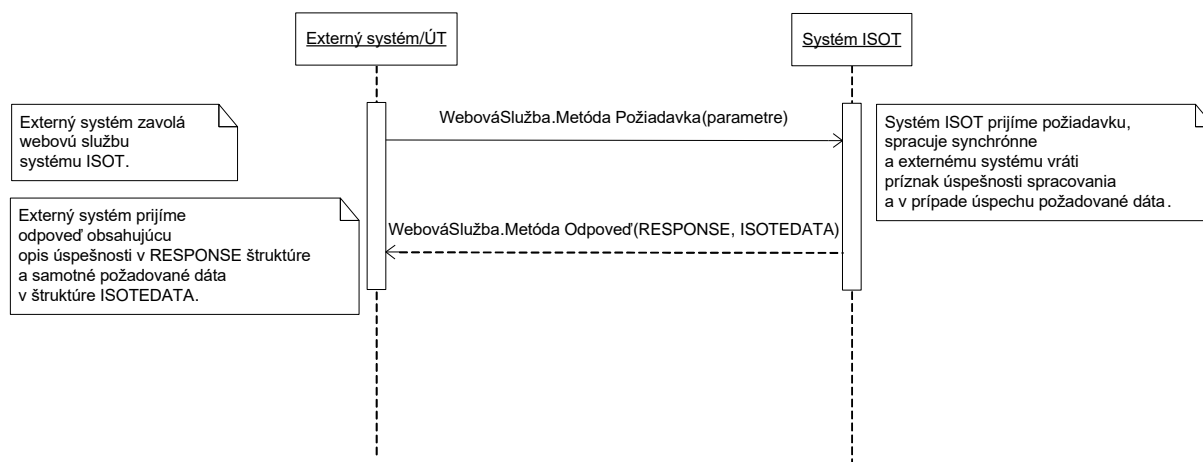 Externý systém/ÚT
Systém ISOT
Externý systém zavolá
webovú službu
systému ISOT.
WebováSlužba.Metóda Požiadavka(parametre)
Systém ISOT prijíme požiadavku,
spracuje synchrónne
a externému systému vráti
príznak úspešnosti spracovania
a v prípade úspechu požadované dáta.
Externý systém prijíme
odpoveď obsahujúcu
opis úspešnosti v RESPONSE štruktúre
a samotné požadované dáta
v štruktúre ISOTEDATA.
WebováSlužba.Metóda Odpoveď(RESPONSE, ISOTEDATA)